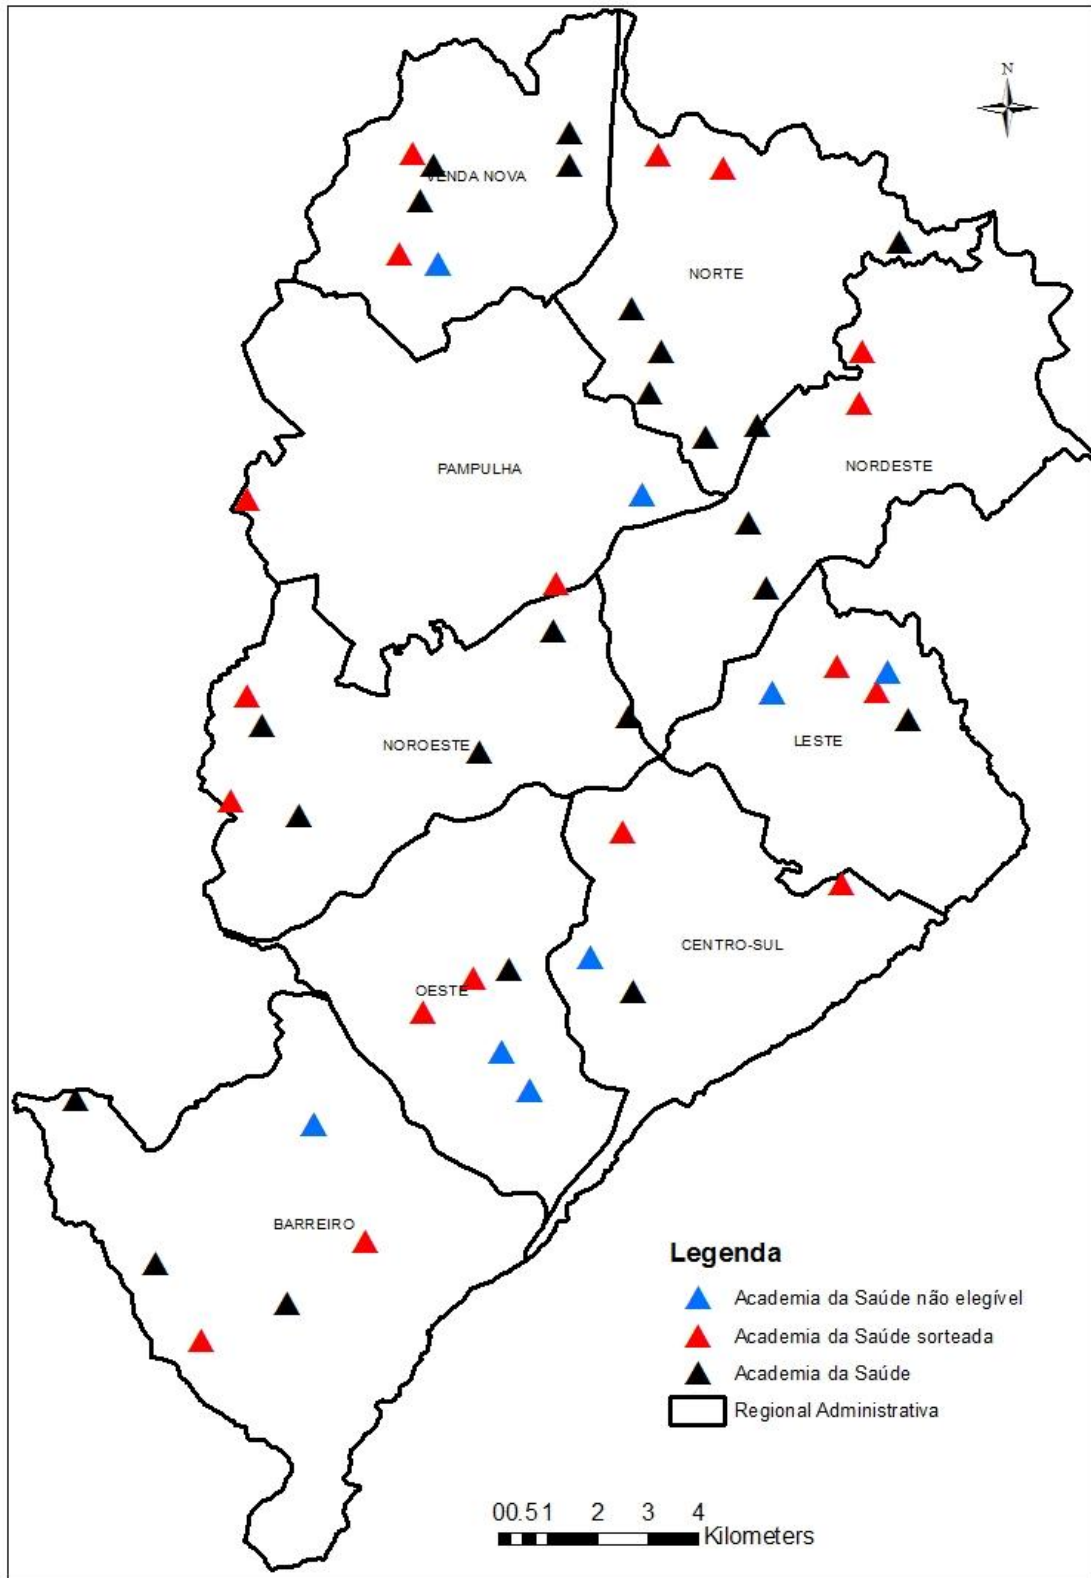 N
VENDA NOVA
NORTE
PAMPULHA
NORDESTE
NOROESTE
LESTE
CENTRO-SUL
OESTE
BARREIRO
Legenda
Academia da Saúde não elegível
Academia da Saúde sorteada
Academia da Saúde
Regional Administrativa
00.51 2 3 4
Kilometers